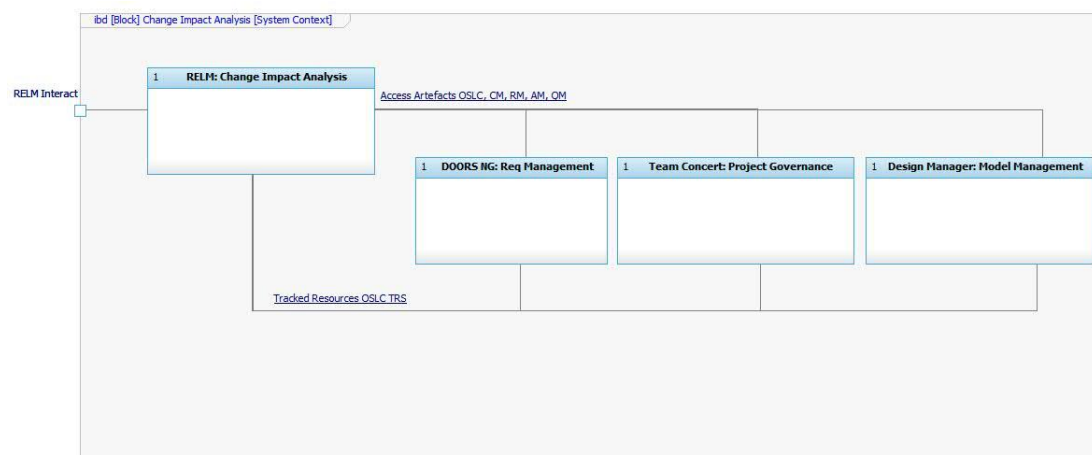 ibd [Block] Change Impact Analysis [System Context]
1 RELM: Change Impact Analysis
RELM Interact
Access Artefacts OSLC, CM, RM, AM, QM
1 DOORS NG: Req Management
1 Team Concert: Project Governance
1 Design Manager: Model Management
Tracked Resources OSLC TRS